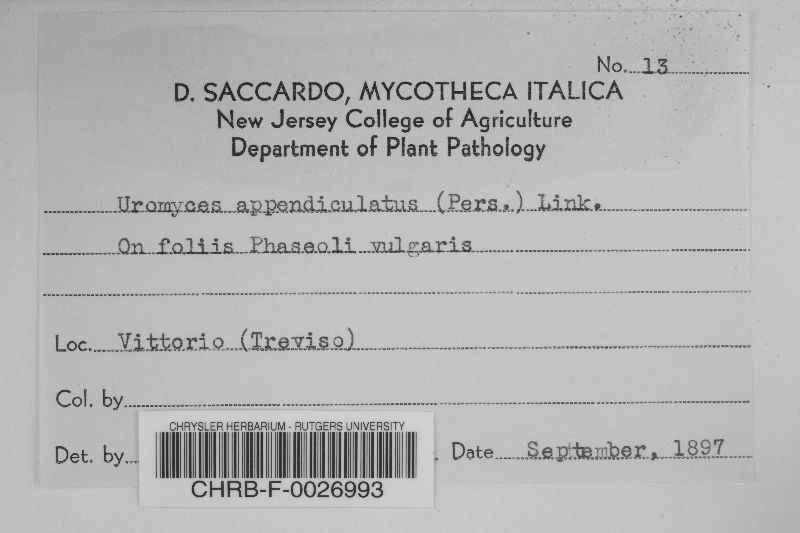 No. 13
D. SACCARDO, MYCOTHECA ITALICA
New Jersey College of Agriculture
Department of Plant Pathology
Uromyces appendiculatus (Pers.) Link.
On foliis Phaseoli vulgaris
Loc. Vittorio (Treviso)
Col. by
Det. by
CHRYSLER HERBARIUM - RUTGERS UNIVERSITY
CHRB-F-0026993
Date September, 1897